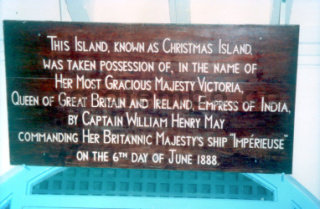 This Island, known as Christmas Island,
was taken possession of, in the name of
Her Most Gracious Majesty Victoria,
Queen of Great Britain and Ireland, Empress of India,
by Captain William Henry May
commanding Her Britannic Majesty's ship "Impérieuse"
on the 6th day of June 1888.